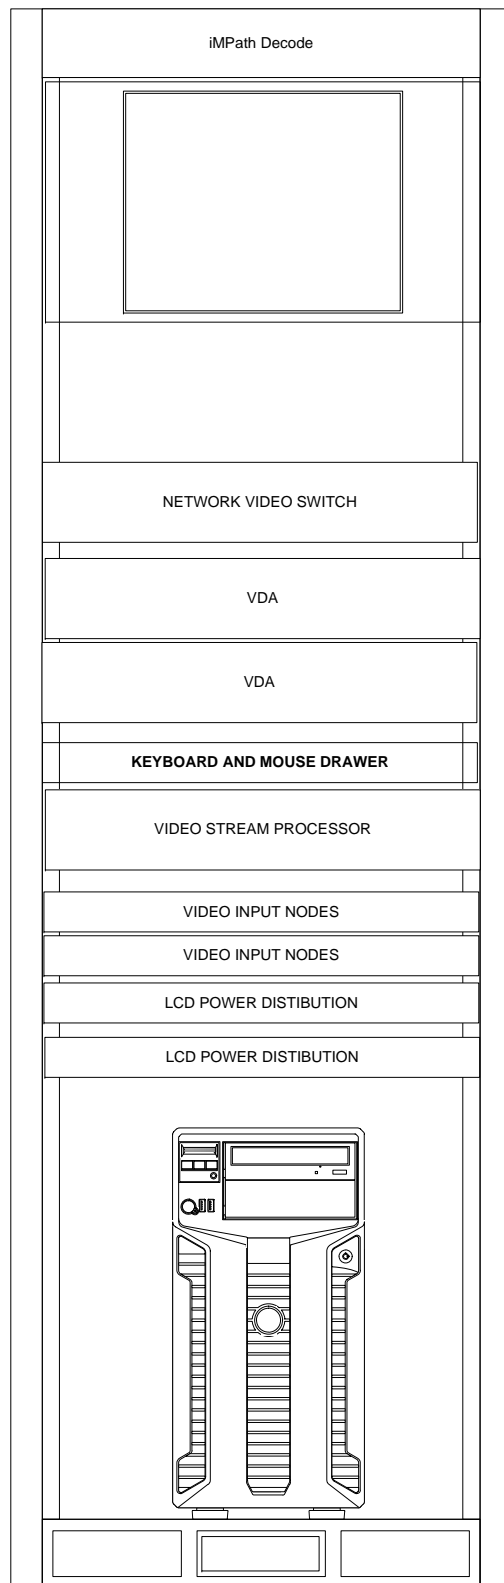 iMPath Decode
NETWORK VIDEO SWITCH
VDA
VDA
KEYBOARD AND MOUSE DRAWER
VIDEO STREAM PROCESSOR
VIDEO INPUT NODES
VIDEO INPUT NODES
LCD POWER DISTIBUTION
LCD POWER DISTIBUTION